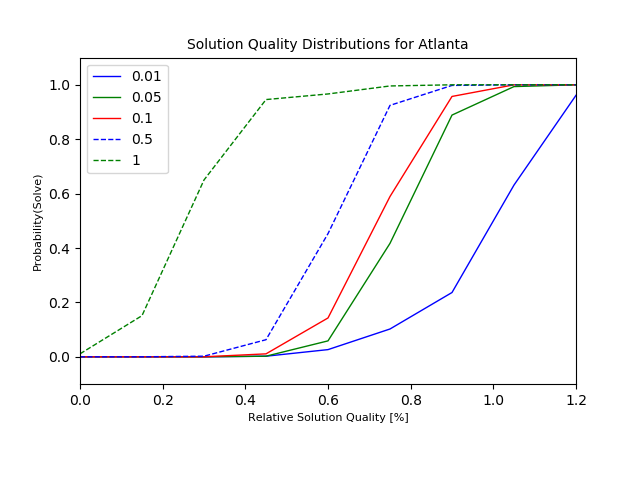 Solution Quality Distributions for Atlanta
Probability(Solve)
1.0
0.8
0.6
0.4
0.2
0.0
0.01
0.05
0.1
0.5
1
0.0 0.2 0.4 0.6 0.8 1.0 1.2
Relative Solution Quality [%]